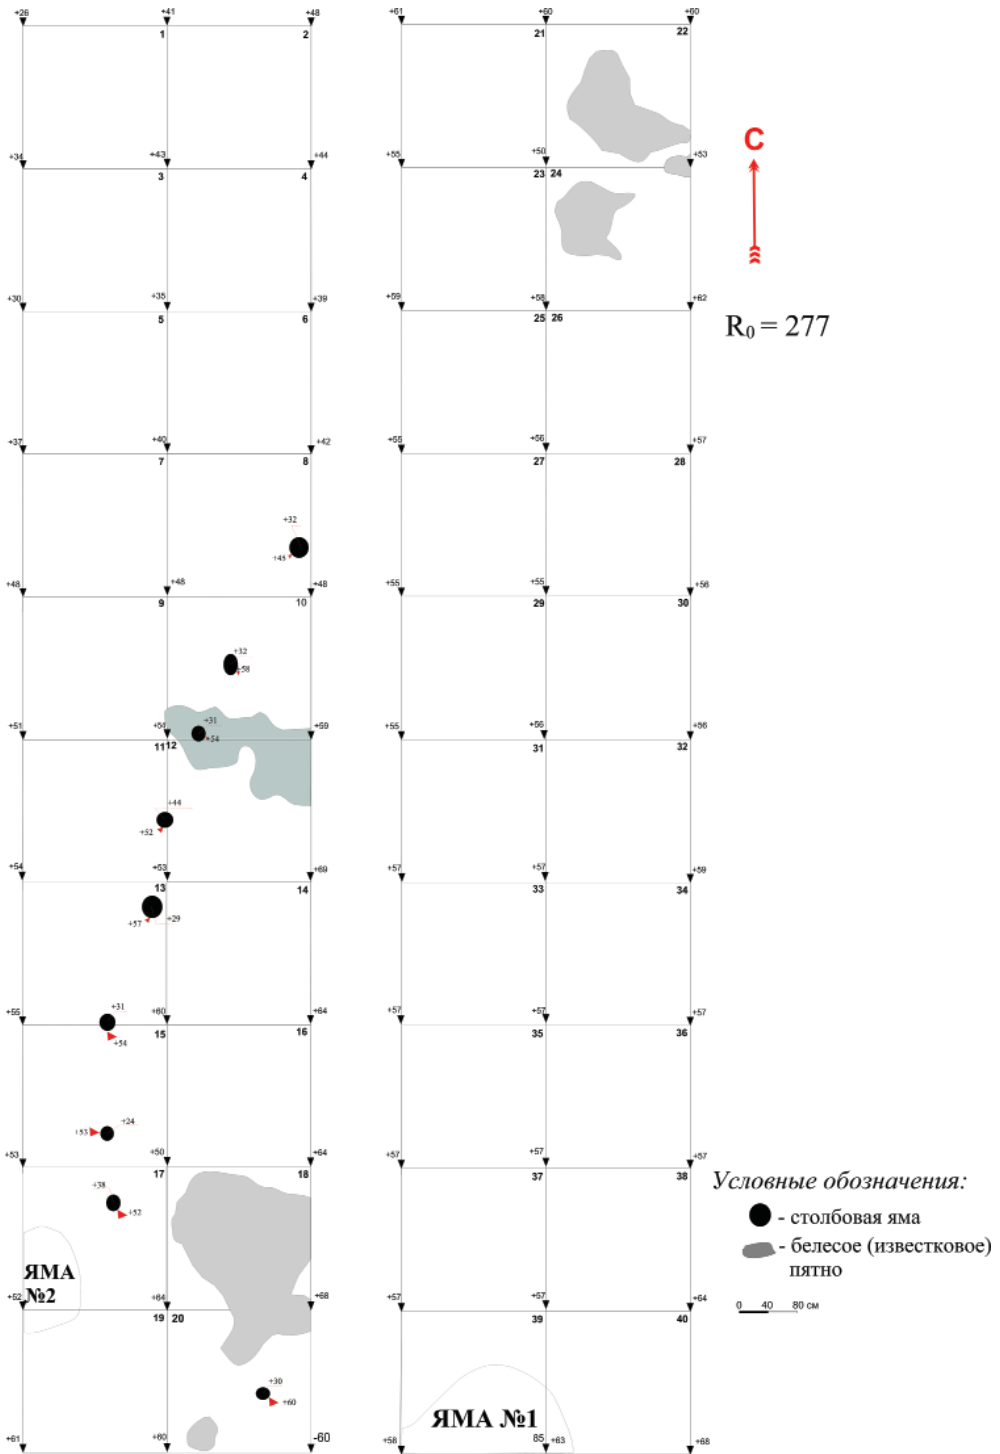 +26 +41 +48 +61 +60 +60
1 2 21 22
С
+34 +43 +44 +55 +50 +53
3 4 23 24
+30 +35 +39 +59 +58 +62
5 6 25 26
R₀ = 277
+37 +40 +42 +55 +56 +57
7 8 27 28
+32
+45
+48 +48 +48 +55 +55 +56
9 10 29 30
+32
+58
+31
+51 +54 +59 +55 +56 +56
11 12 31 32
+54
+44
+52
+54 +53 +69 +57 +57 +59
13 14 33 34
+57 +29
+31
+55 +60 +64 +57 +57 +57
15 16 35 36
+54
+24
+53
+53 +50 +64 +57 +57
17 18 37 38
Условные обозначения:
+38
+52
- столбовая яма
- белесое (известковое)
пятно
ЯМА
№2
+52 +64 +68 +57 +57 +64
19 20 39 40
0 40 80 см
+30
+60
ЯМА №1
+61 +60 -60 +58 85 +63 +68